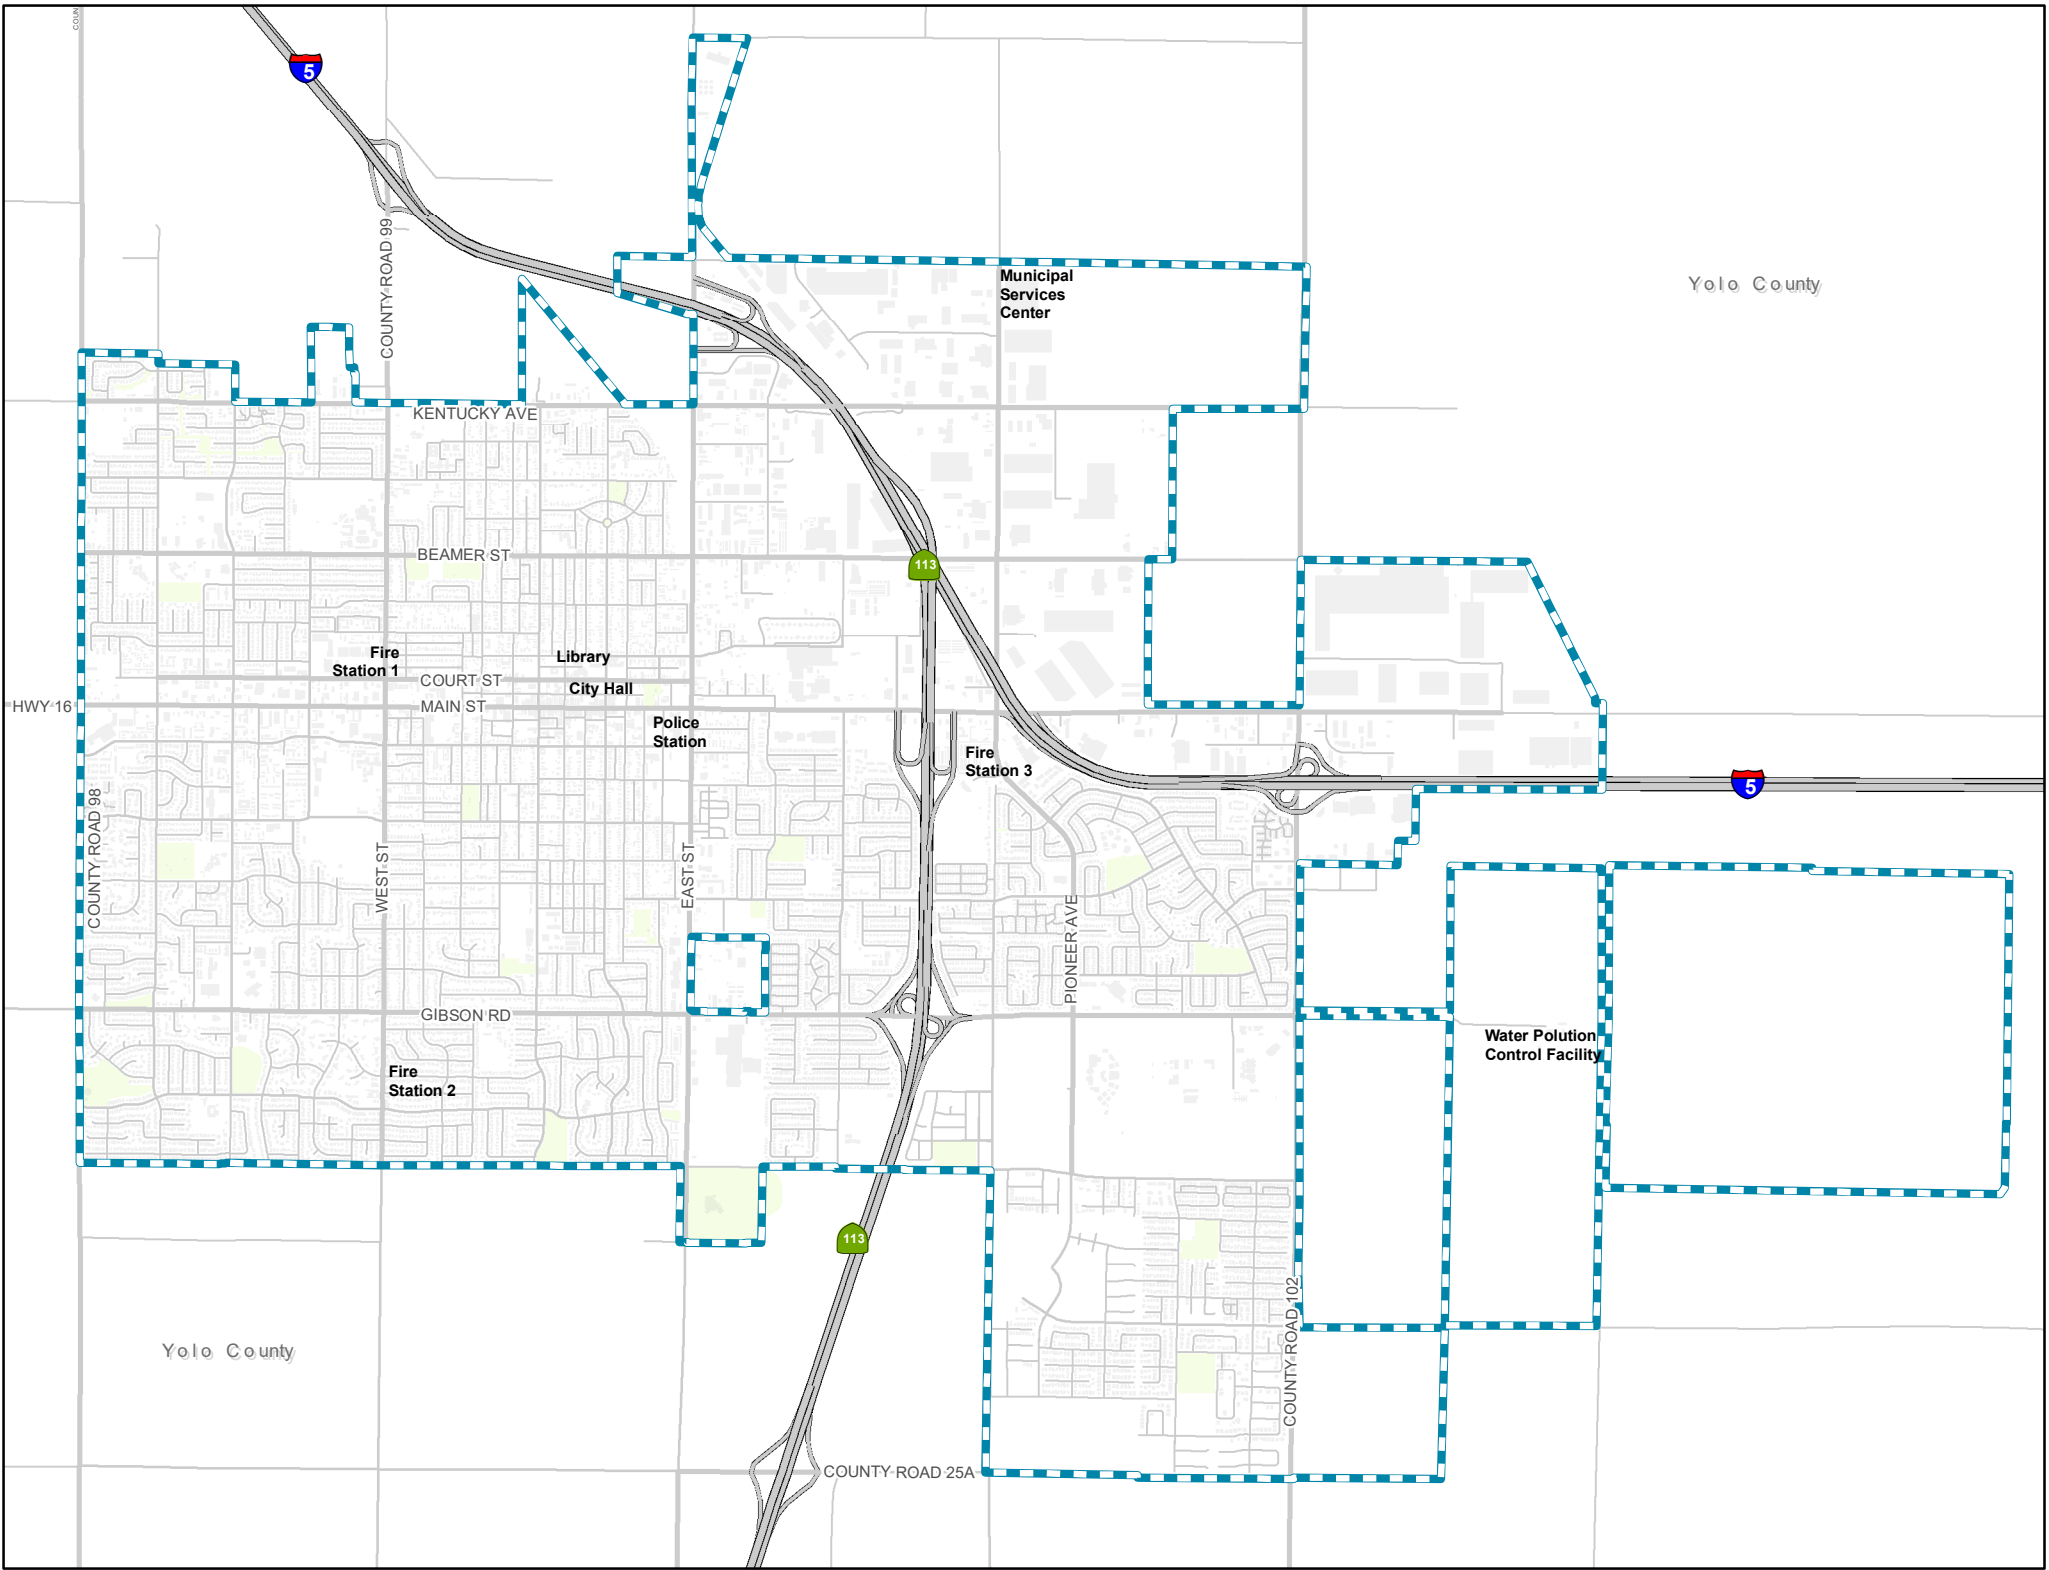 COUN
5
COUNTY ROAD 99
Municipal
Services
Center
Yolo County
KENTUCKY AVE
BEAMER ST
113
Fire
Station 1
Library
COURT ST
City Hall
HWY 16
MAIN ST
Police
Station
Fire
Station 3
5
COUNTY ROAD 98
WEST ST
EAST ST
PIONEER AVE
GIBSON RD
Water Polution
Control Facility
Fire
Station 2
113
COUNTY ROAD 102
Yolo County
COUNTY ROAD 25A